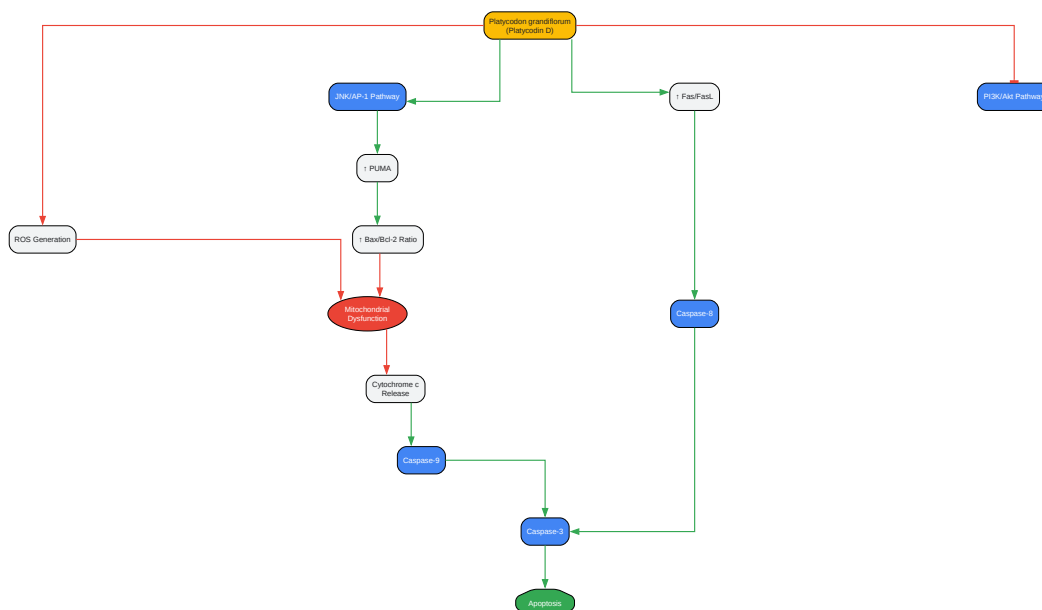 Platycodon grandiflorum
(Platycodin D)
JNK/AP-1 Pathway
↑ Fas/FasL
PI3K/Akt Pathway
↑ PUMA
ROS Generation
↑ Bax/Bcl-2 Ratio
Mitochondrial
Dysfunction
Caspase-8
Cytochrome c
Release
Caspase-9
Caspase-3
Apoptosis